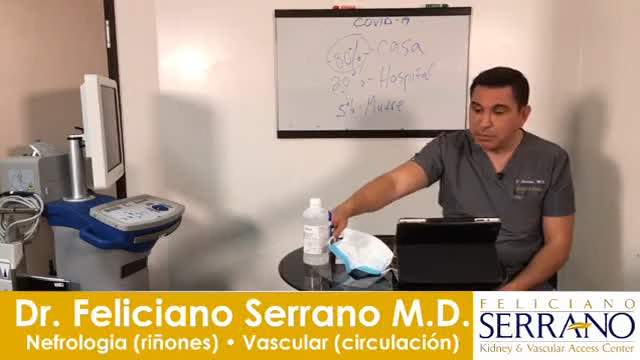 COVID-19
80% - casa
20% - Hospital
5% - Muere
Dr. Feliciano Serrano M.D.
Nefrologia (riñones) • Vascular (circulación)
FELICIANO
SERRANO
Kidney & Vascular Access Center